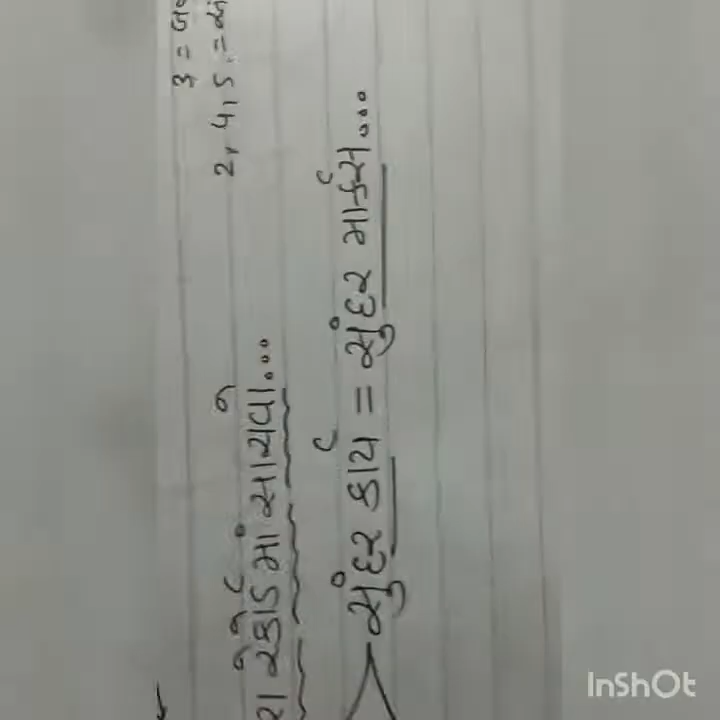 3 =
2, 4, 5 =
રેકોર્ડ માં સાચવો...
સુંદર કાર્ય = સુંદર માર્ક્સ...
InShOt